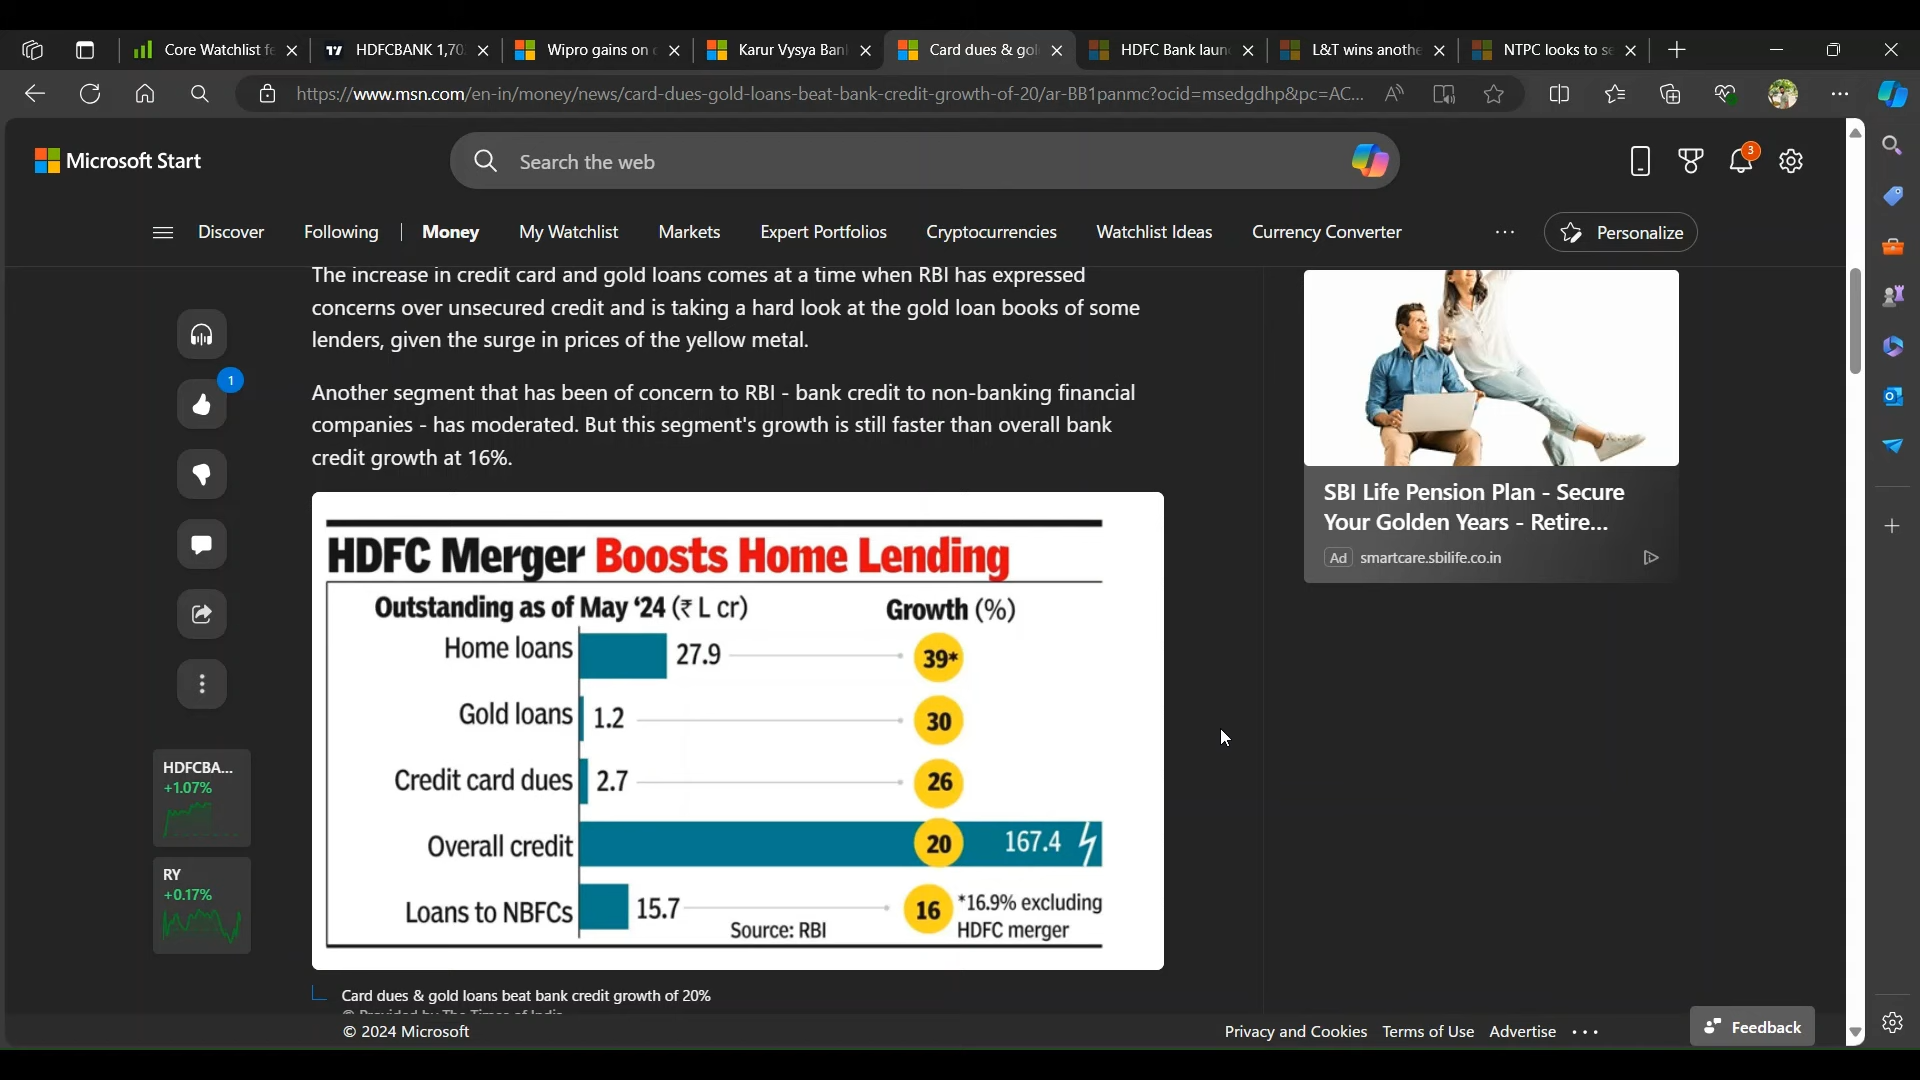 Core Watchlist fe
HDFCBANK 1,70
Wipro gains on
Karur Vysya Ban
Card dues & gol
HDFC Bank laun
L&T wins anothe
NTPC looks to se
https://www.msn.com/en-in/money/news/card-dues-gold-loans-beat-bank-credit-growth-of-20/ar-BB1panmc?ocid=msedgdhp&pc=AC...
Microsoft Start
Search the web
3
Discover
Following
Money
My Watchlist
Markets
Expert Portfolios
Cryptocurrencies
Watchlist Ideas
Currency Converter
Personalize
The increase in credit card and gold loans comes at a time when RBI has expressed
concerns over unsecured credit and is taking a hard look at the gold loan books of some
lenders, given the surge in prices of the yellow metal.
1
Another segment that has been of concern to RBI - bank credit to non-banking financial
companies - has moderated. But this segment's growth is still faster than overall bank
credit growth at 16%.
SBI Life Pension Plan - Secure
Your Golden Years - Retire...
Ad smartcare.sbilife.co.in
HDFC Merger Boosts Home Lending
Outstanding as of May ‘24 (₹ L cr) Growth (%)
Home loans 27.9 39*
Gold loans 1.2 30
Credit card dues 2.7 26
Overall credit 20 167.4
Loans to NBFCs 15.7 16
*16.9% excluding
HDFC merger
Source: RBI
HDFCBA...
+1.07%
RY
+0.17%
Card dues & gold loans beat bank credit growth of 20%
© Provided by The Times of India
© 2024 Microsoft
Privacy and Cookies
Terms of Use
Advertise
Feedback